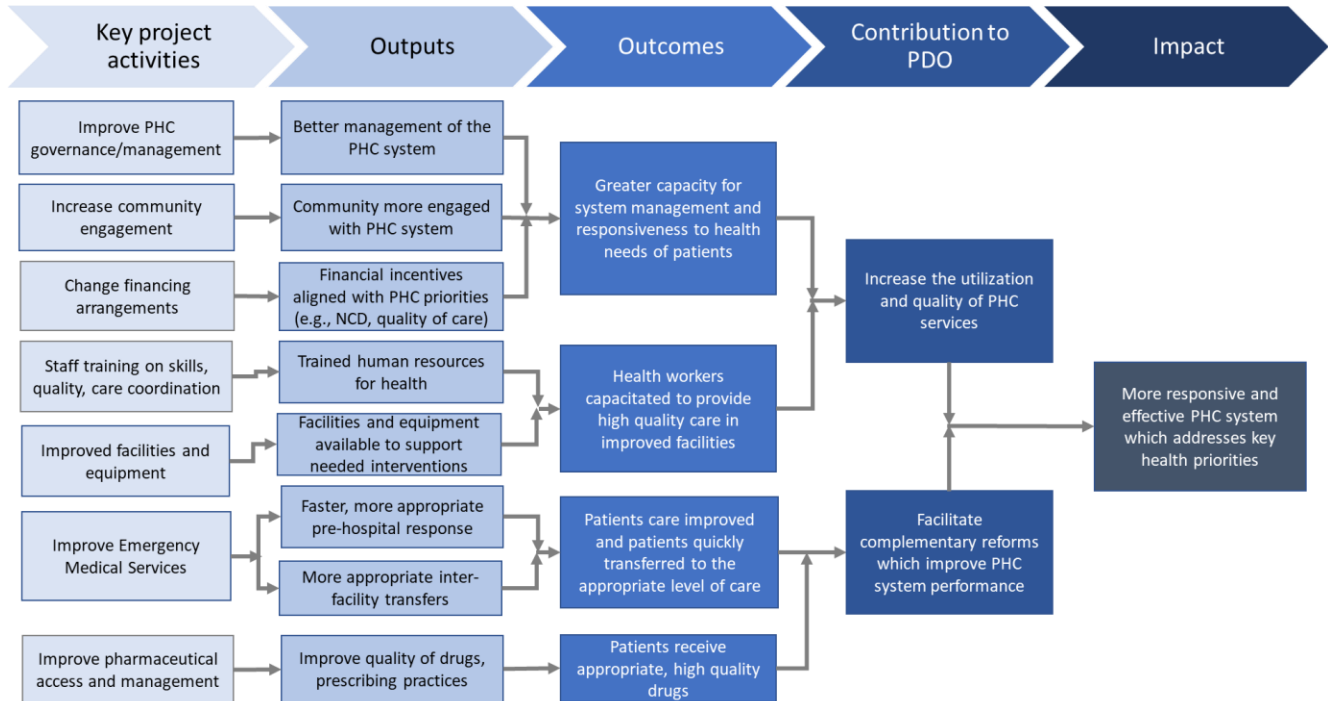 Key project
activities
Outputs
Outcomes
Contribution to
PDO
Impact
Improve PHC
governance/management
Better management of the
PHC system
Increase community
engagement
Community more engaged
with PHC system
Greater capacity for
system management and
responsiveness to health
needs of patients
Change financing
arrangements
Financial incentives
aligned with PHC priorities
(e.g., NCD, quality of care)
Increase the utilization
and quality of PHC
services
Staff training on skills,
quality, care coordination
Trained human resources
for health
Health workers
capacitated to provide
high quality care in
improved facilities
Improved facilities and
equipment
Facilities and equipment
available to support
needed interventions
More responsive and
effective PHC system
which addresses key
health priorities
Improve Emergency
Medical Services
Faster, more appropriate
pre-hospital response
More appropriate inter-
facility transfers
Patients care improved
and patients quickly
transferred to the
appropriate level of care
Facilitate
complementary reforms
which improve PHC
system performance
Improve pharmaceutical
access and management
Improve quality of drugs,
prescribing practices
Patients receive
appropriate, high quality
drugs